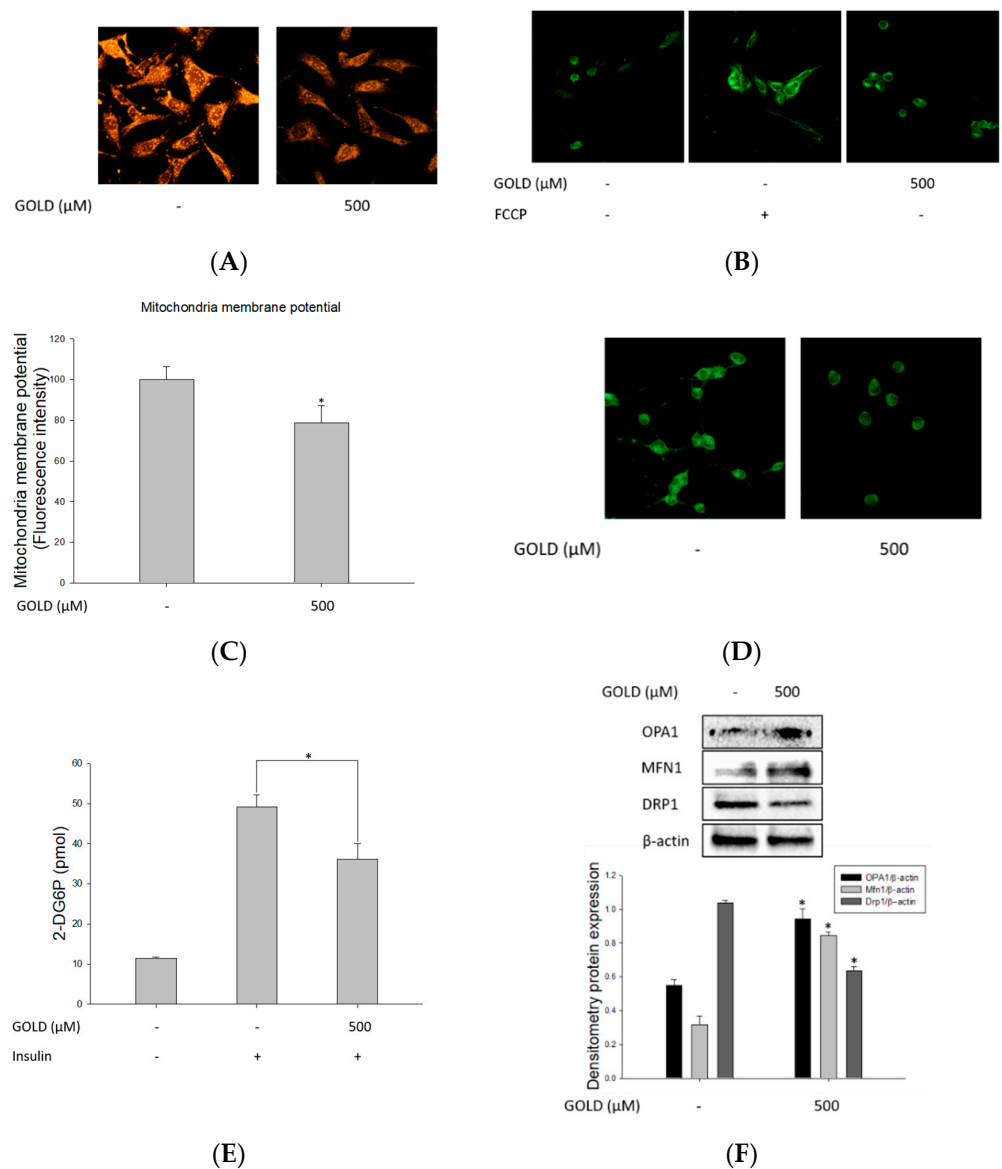 GOLD (µM) - 500
(A)
GOLD (µM) - - 500
FCCP - + -
(B)
Mitochondria membrane potential
Mitochondria membrane potential
(Fluorescence intensity)
120
100
80
60
40
20
0
*
GOLD (µM) - 500
(C)
GOLD (µM) - 500
(D)
2-DG6P (pmol)
60
50
40
30
20
10
0
*
GOLD (µM) - - 500
Insulin - + +
(E)
GOLD (µM) - 500
OPA1
MFN1
DRP1
β-actin
Densitometry protein expression
1.2
1.0
0.8
0.6
0.4
0.2
0.0
OPA1/β-actin
Mfn1/β-actin
Drp1/β-actin
* * *
GOLD (µM) - 500
(F)